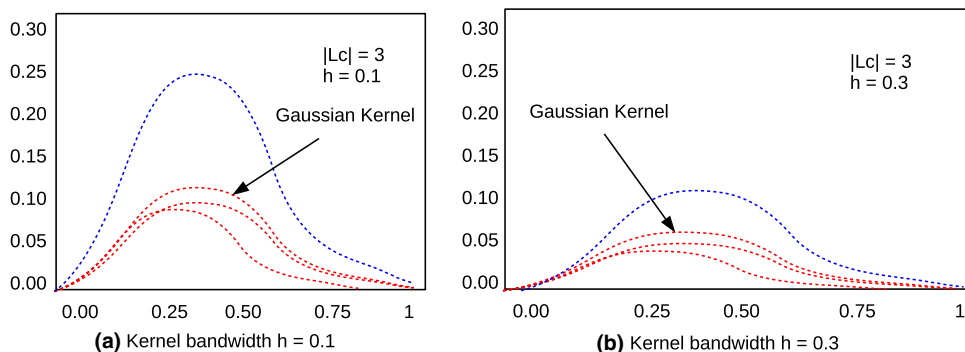 0.30
0.25
0.20
0.15
0.10
0.05
0.00
|Lc| = 3
h = 0.1
Gaussian Kernel
0.00 0.25 0.50 0.75 1
(a) Kernel bandwidth h = 0.1
0.30
0.25
0.20
0.15
0.10
0.05
0.00
|Lc| = 3
h = 0.3
Gaussian Kernel
0.00 0.25 0.50 0.75 1
(b) Kernel bandwidth h = 0.3